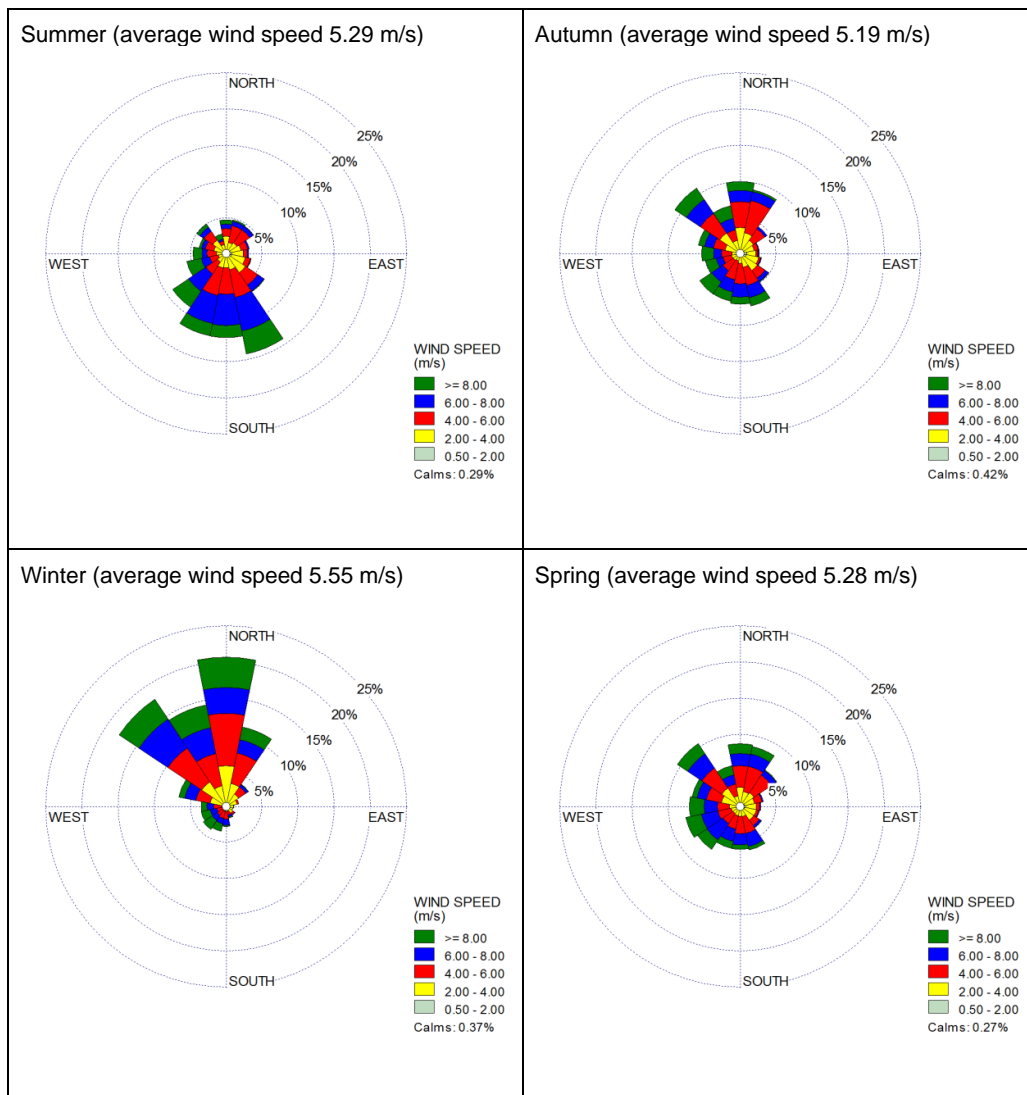 Summer (average wind speed 5.29 m/s)
NORTH
25%
20%
15%
10%
5%
WEST
EAST
SOUTH
WIND SPEED
(m/s)
>= 8.00
6.00 - 8.00
4.00 - 6.00
2.00 - 4.00
0.50 - 2.00
Calms: 0.29%
Autumn (average wind speed 5.19 m/s)
NORTH
25%
20%
15%
10%
5%
WEST
EAST
SOUTH
WIND SPEED
(m/s)
>= 8.00
6.00 - 8.00
4.00 - 6.00
2.00 - 4.00
0.50 - 2.00
Calms: 0.42%
Winter (average wind speed 5.55 m/s)
NORTH
25%
20%
15%
10%
5%
WEST
EAST
SOUTH
WIND SPEED
(m/s)
>= 8.00
6.00 - 8.00
4.00 - 6.00
2.00 - 4.00
0.50 - 2.00
Calms: 0.37%
Spring (average wind speed 5.28 m/s)
NORTH
25%
20%
15%
10%
5%
WEST
EAST
SOUTH
WIND SPEED
(m/s)
>= 8.00
6.00 - 8.00
4.00 - 6.00
2.00 - 4.00
0.50 - 2.00
Calms: 0.27%